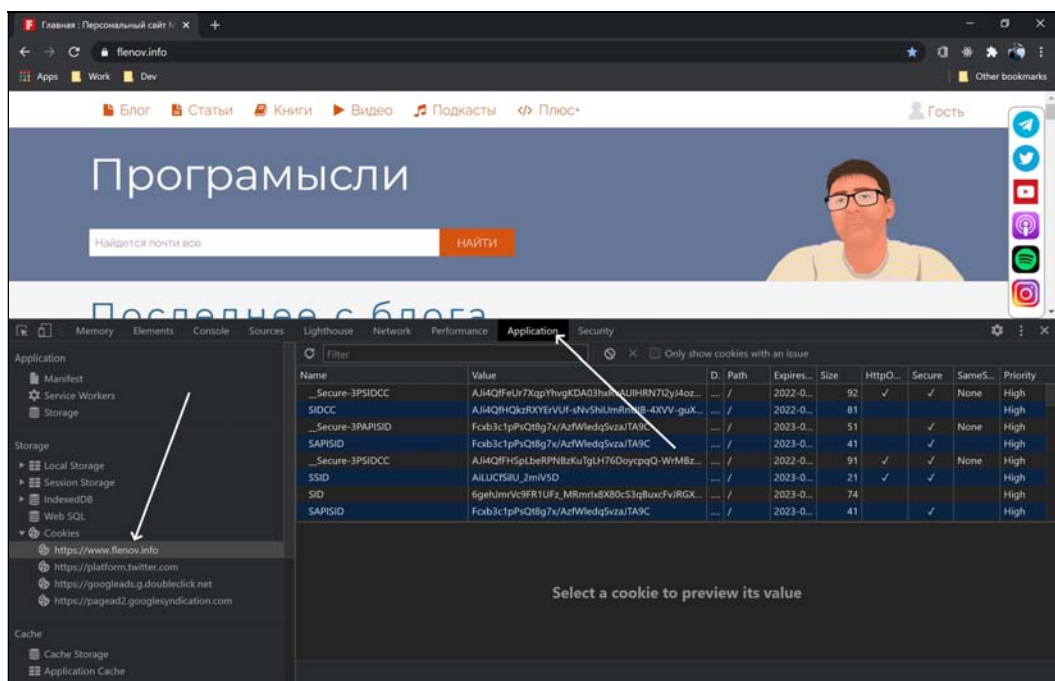 Главная : Персональный сайт М
flenov.info
Apps Work Dev Other bookmarks
Блог Статьи Книги Видео Подкасты Плюс+ Гость
Програмысли
Найдется почти все НАЙТИ
Последнее с блога
Memory Elements Console Sources Lighthouse Network Performance Application Security
Application
Manifest
Service Workers
Storage
Storage
Local Storage
Session Storage
IndexedDB
Web SQL
Cookies
https://www.flenov.info
https://platform.twitter.com
https://googleads.g.doubleclick.net
https://pagead2.googlesyndication.com
Cache
Cache Storage
Application Cache
Filter Only show cookies with an issue
Name Value D. Path Expires... Size HttpO... Secure SameS... Priority
__Secure-3PSIDCC ... / 2022-0... 92 ✓ ✓ None High
SIDCC ... / 2022-0... 81 High
__Secure-3PAPISID Fcxb3c1pPsQt8g7x/AzfWledqSvzaJTA9C ... / 2023-0... 51 ✓ None High
SAPISID Fcxb3c1pPsQt8g7x/AzfWledqSvzaJTA9C ... / 2023-0... 41 ✓ High
__Secure-3PSIDCC ... / 2022-0... 91 ✓ ✓ None High
SSID AiLUCfSilU_2miV5D ... / 2023-0... 21 ✓ ✓ High
SID ... / 2023-0... 74 High
SAPISID Fcxb3c1pPsQt8g7x/AzfWledqSvzaJTA9C ... / 2023-0... 41 ✓ High
Select a cookie to preview its value